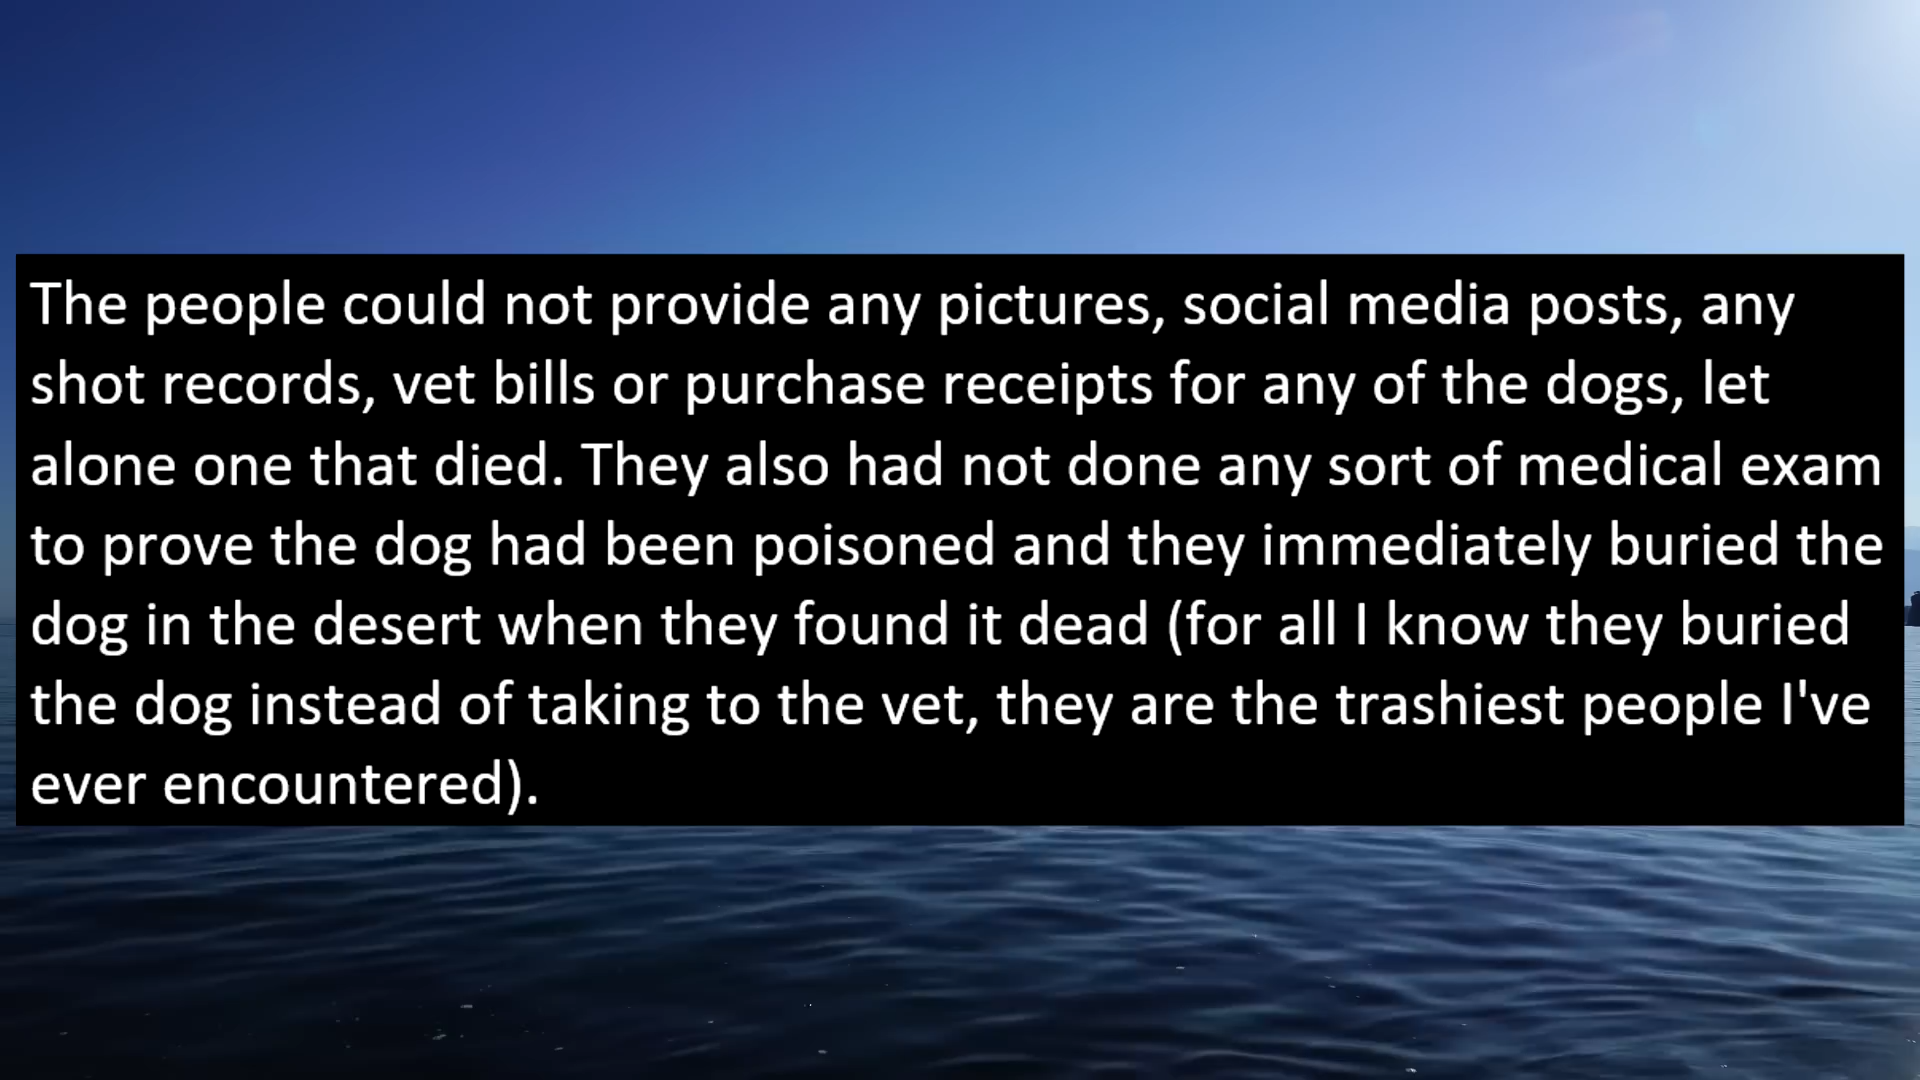 The people could not provide any pictures, social media posts, any
shot records, vet bills or purchase receipts for any of the dogs, let
alone one that died. They also had not done any sort of medical exam
to prove the dog had been poisoned and they immediately buried the
dog in the desert when they found it dead (for all I know they buried
the dog instead of taking to the vet, they are the trashiest people I've
ever encountered).